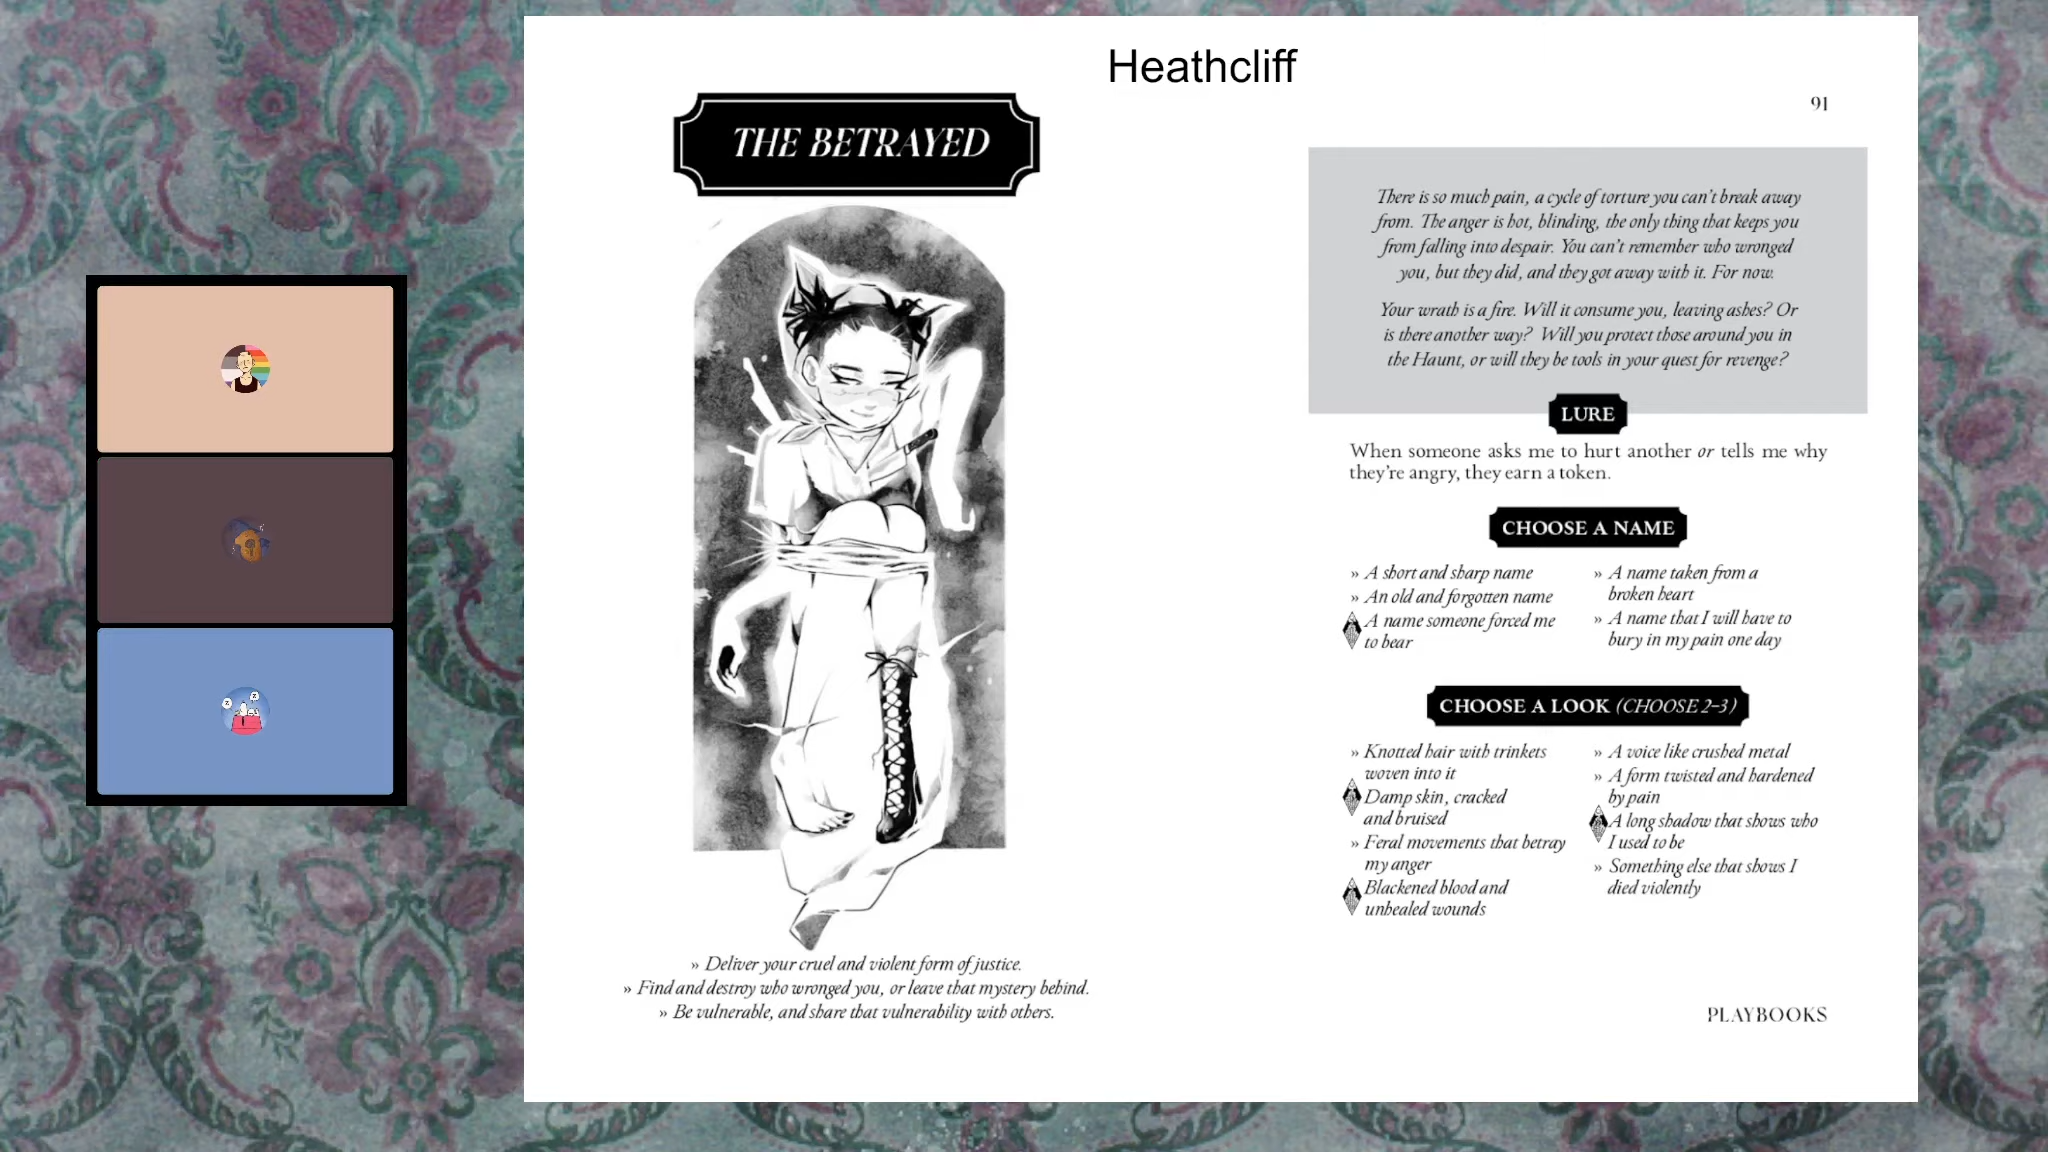 Heathcliff
THE BETRAYED
» Deliver your cruel and violent form of justice.
» Find and destroy who wronged you, or leave that mystery behind.
» Be vulnerable, and share that vulnerability with others.
91
There is so much pain, a cycle of torture you can't break away
from. The anger is hot, blinding, the only thing that keeps you
from falling into despair. You can't remember who wronged
you, but they did, and they got away with it. For now.
Your wrath is a fire. Will it consume you, leaving ashes? Or
is there another way? Will you protect those around you in
the Haunt, or will they be tools in your quest for revenge?
LURE
When someone asks me to hurt another or tells me why
they're angry, they earn a token.
CHOOSE A NAME
» A short and sharp name
» An old and forgotten name
A name someone forced me
to bear
» A name taken from a
broken heart
» A name that I will have to
bury in my pain one day
CHOOSE A LOOK (CHOOSE 2–3)
» Knotted hair with trinkets
woven into it
Damp skin, cracked
and bruised
» Feral movements that betray
my anger
Blackened blood and
unhealed wounds
» A voice like crushed metal
» A form twisted and hardened
by pain
A long shadow that shows who
I used to be
» Something else that shows I
died violently
PLAYBOOKS